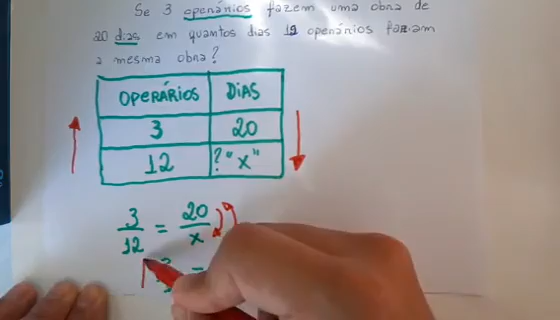 Se 3 operários fazem uma obra de
20 dias em quantos dias 12 operários fazam
a mesma obra?
OPERÁRIOS DIAS
3 20
12 ? "X"
3/12 = 20/x